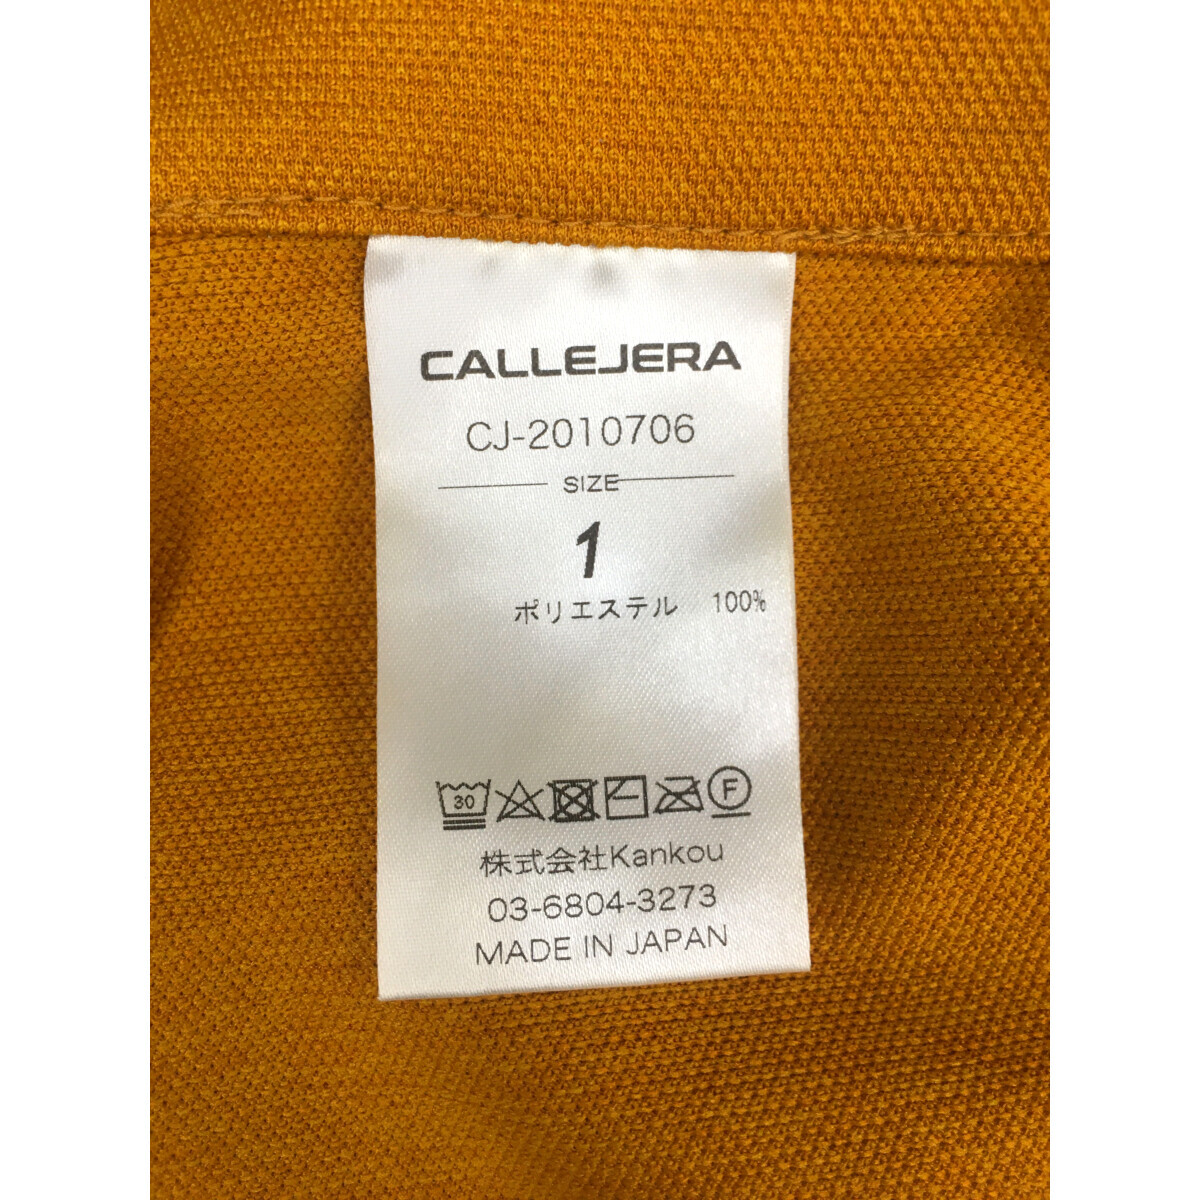 CALLEJERA
CJ-2010706
SIZE
1
ポリエステル 100%
30 F
株式会社Kankou
03-6804-3273
MADE IN JAPAN